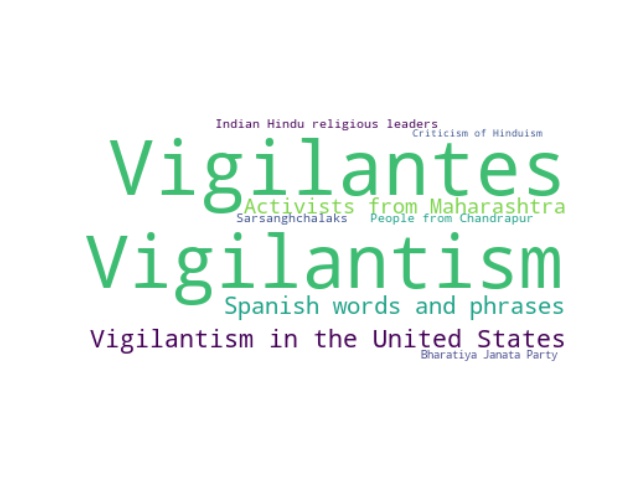 Indian Hindu religious leaders
Criticism of Hinduism
Vigilantes
Activists from Maharashtra
Sarsanghchalaks
People from Chandrapur
Vigilantism
Spanish words and phrases
Vigilantism in the United States
Bharatiya Janata Party